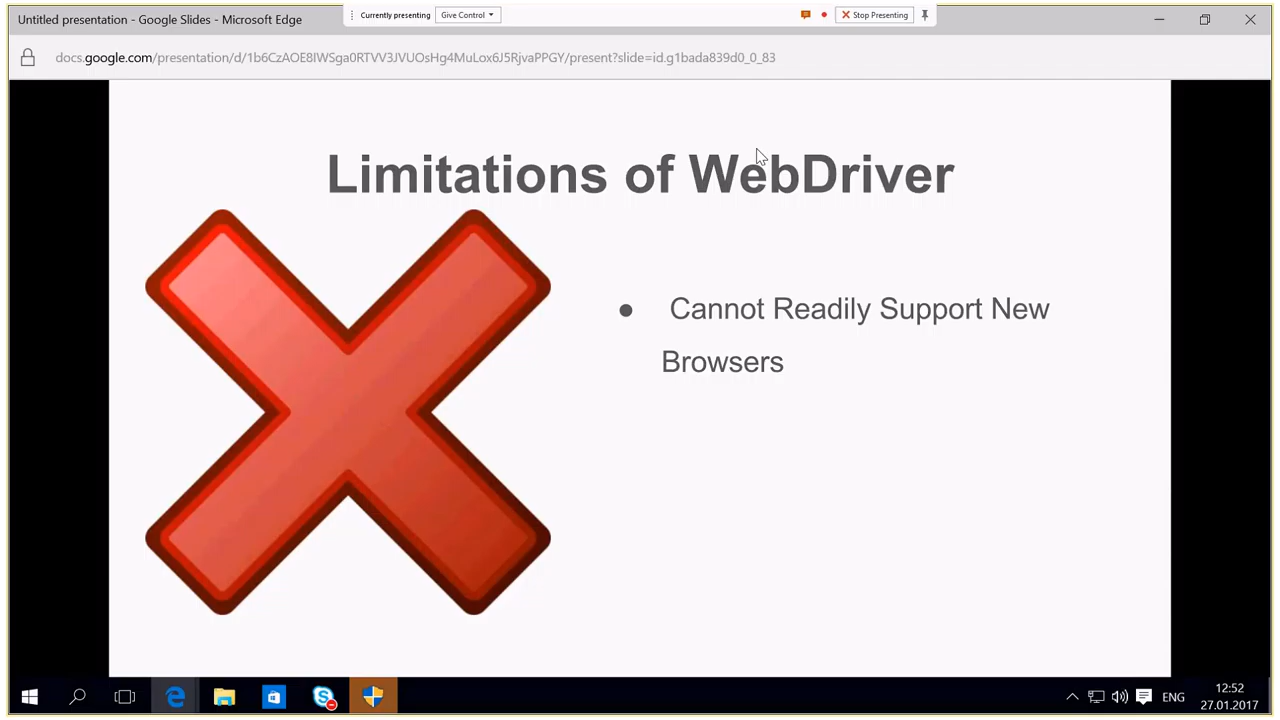 Untitled presentation - Google Slides - Microsoft Edge
Currently presenting
Give Control
Stop Presenting
docs.google.com/presentation/d/1b6CzAOE8IWSga0RTVV3JVUOsHg4MuLox6J5RjvaPPGY/present?slide=id.g1bada839d0_0_83
Limitations of WebDriver
● Cannot Readily Support New
Browsers
ENG
12:52
27.01.2017